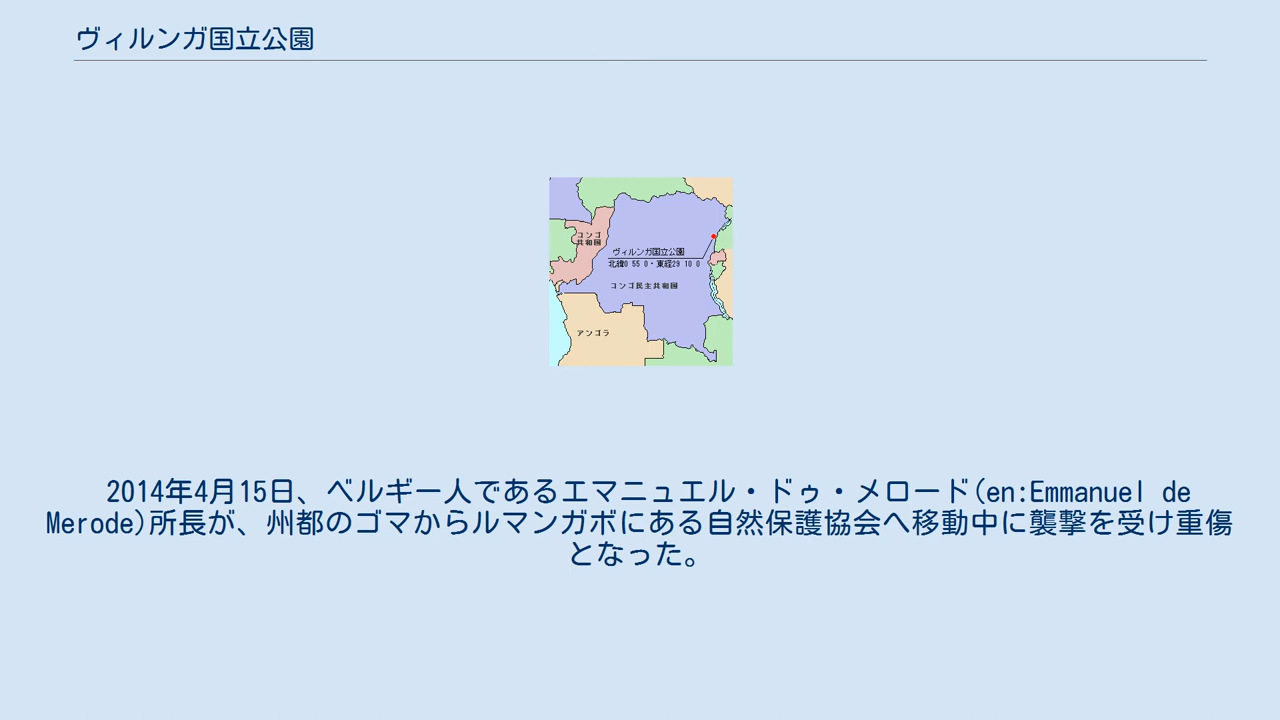 ヴィルンガ国立公園
コンゴ
共和国
ヴィルンガ国立公園
北緯0 55 0・東経29 10 0
コンゴ民主共和国
アンゴラ
2014年4月15日、ベルギー人であるエマニュエル・ドゥ・メロード(en:Emmanuel de
Merode)所長が、州都のゴマからルマンガボにある自然保護協会へ移動中に襲撃を受け重傷
となった。